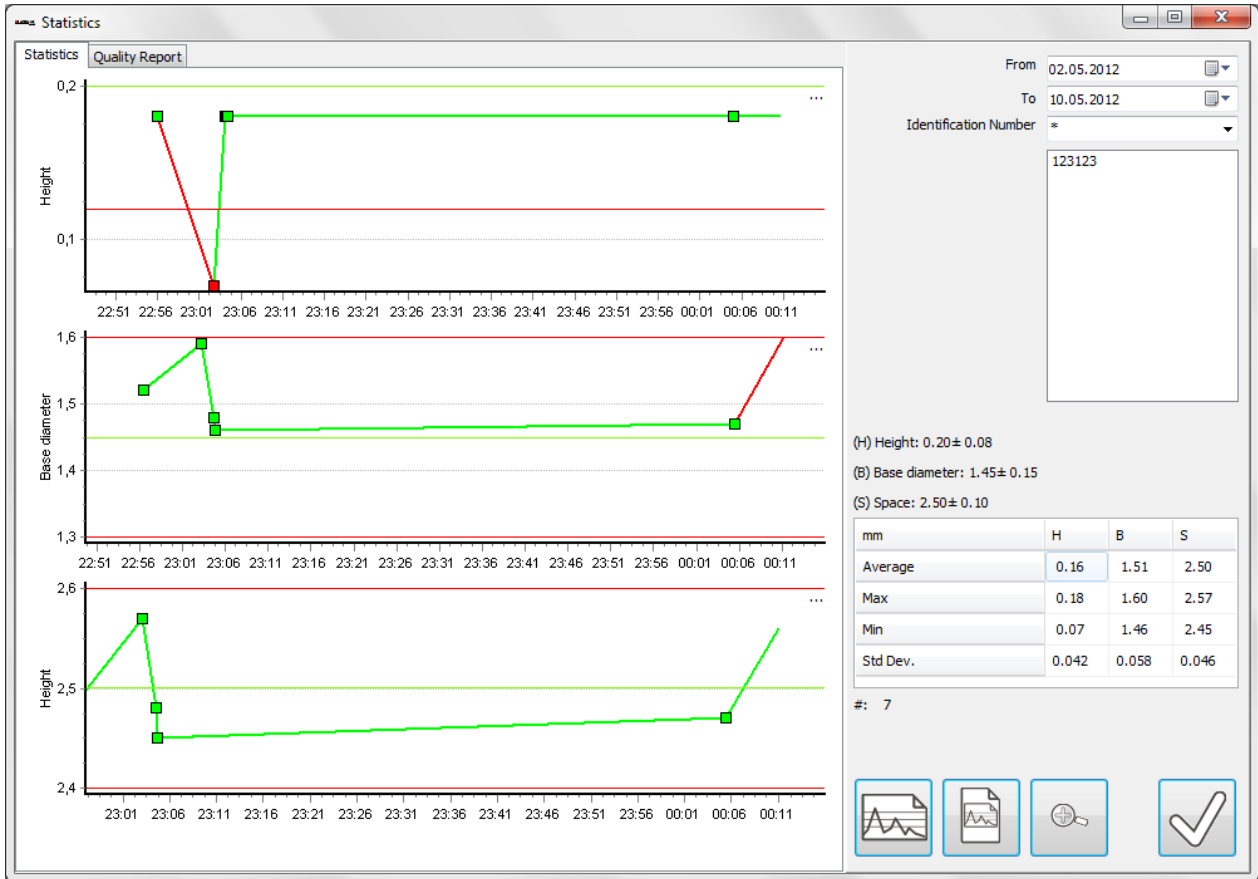 Statistics
Statistics Quality Report
0,2
...
Height
0,1
22:51 22:56 23:01 23:06 23:11 23:16 23:21 23:26 23:31 23:36 23:41 23:46 23:51 23:56 00:01 00:06 00:11
1,6
...
1,5
Base diameter
1,4
1,3
22:51 22:56 23:01 23:06 23:11 23:16 23:21 23:26 23:31 23:36 23:41 23:46 23:51 23:56 00:01 00:06 00:11
2,6
...
Height
2,5
2,4
23:01 23:06 23:11 23:16 23:21 23:26 23:31 23:36 23:41 23:46 23:51 23:56 00:01 00:06 00:11
From 02.05.2012
To 10.05.2012
Identification Number *
123123
(H) Height: 0.20± 0.08
(B) Base diameter: 1.45± 0.15
(S) Space: 2.50± 0.10
mm H B S
Average 0.16 1.51 2.50
Max 0.18 1.60 2.57
Min 0.07 1.46 2.45
Std Dev. 0.042 0.058 0.046
#: 7